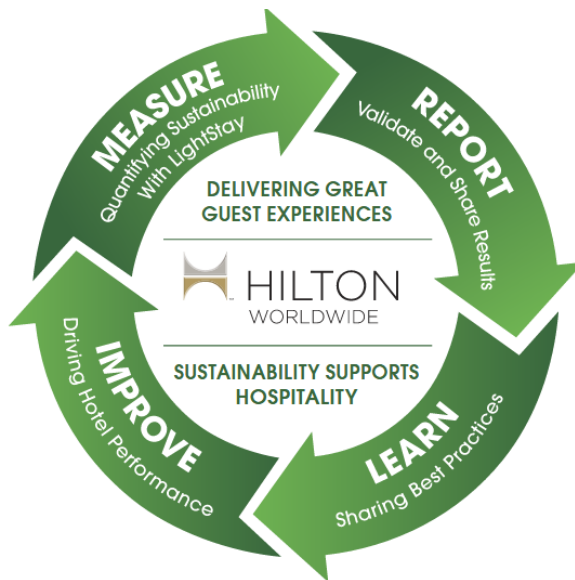 MEASURE
Quantifying Sustainability
With LightStay
REPORT
Validate and Share Results
LEARN
Sharing Best Practices
IMPROVE
Driving Hotel Performance
DELIVERING GREAT
GUEST EXPERIENCES
HILTON
WORLDWIDE
SUSTAINABILITY SUPPORTS
HOSPITALITY